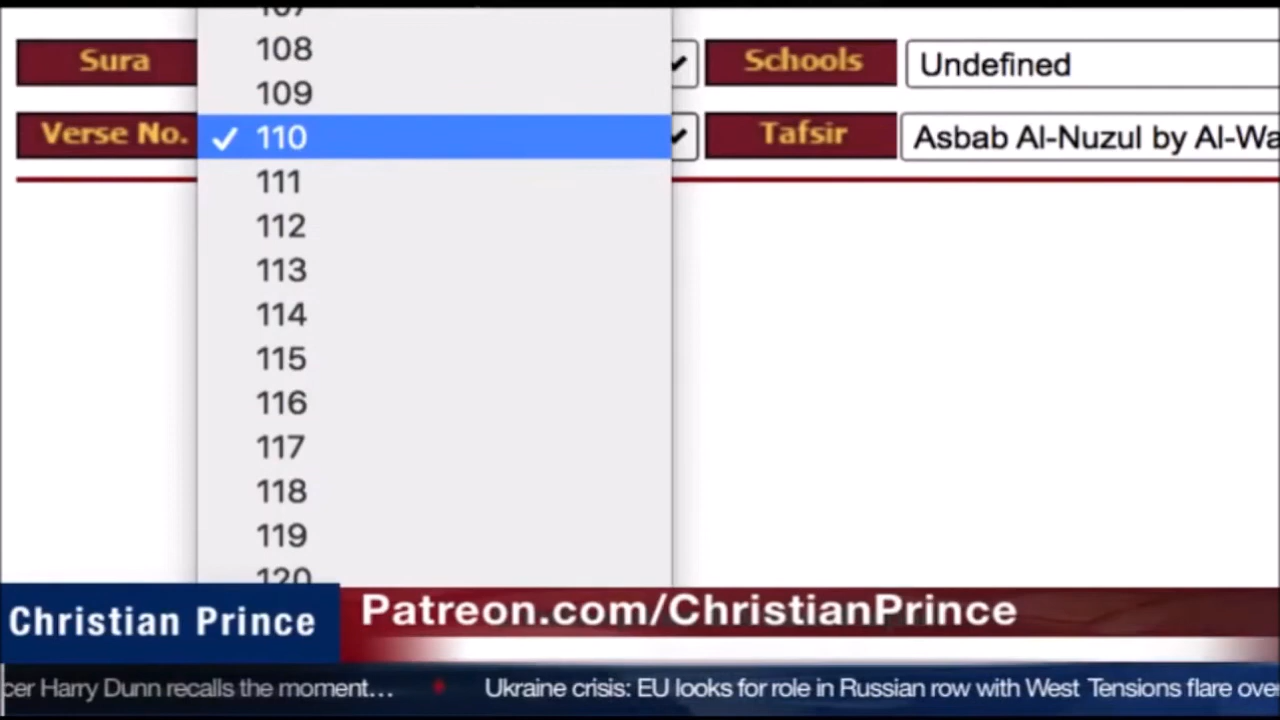 107
108
Sura
Schools
Undefined
109
Verse No.
✓ 110
Tafsir
Asbab Al-Nuzul by Al-Wa
111
112
113
114
115
116
117
118
119
120
Christian Prince
Patreon.com/ChristianPrince
cer Harry Dunn recalls the moment… Ukraine crisis: EU looks for role in Russian row with West Tensions flare over